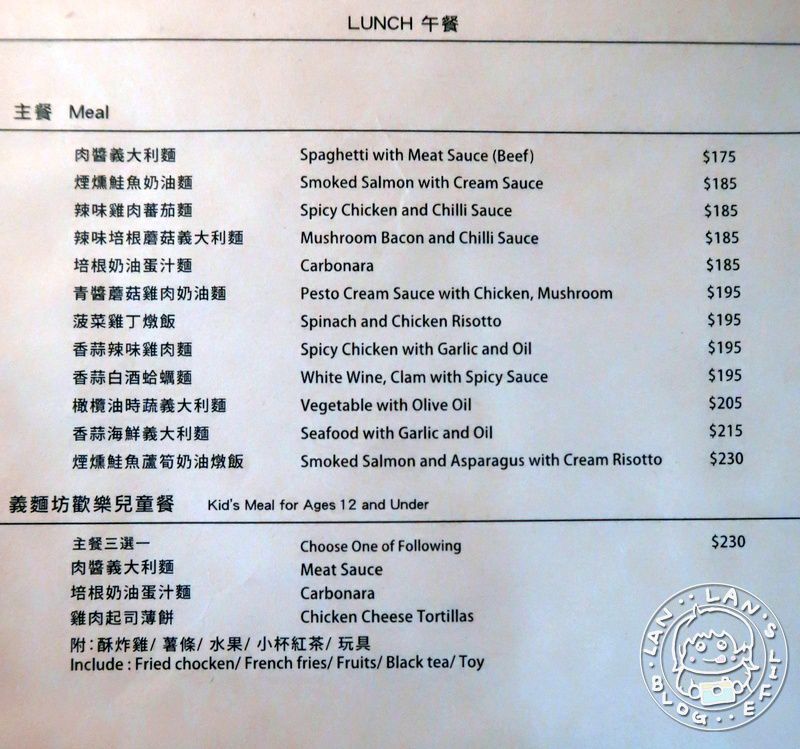 LUNCH 午餐
主餐 Meal
肉醬義大利麵 Spaghetti with Meat Sauce (Beef) $175
煙燻鮭魚奶油麵 Smoked Salmon with Cream Sauce $185
辣味雞肉蕃茄麵 Spicy Chicken and Chilli Sauce $185
辣味培根蘑菇義大利麵 Mushroom Bacon and Chilli Sauce $185
培根奶油蛋汁麵 Carbonara $185
青醬蘑菇雞肉奶油麵 Pesto Cream Sauce with Chicken, Mushroom $195
菠菜雞丁燉飯 Spinach and Chicken Risotto $195
香蒜辣味雞肉麵 Spicy Chicken with Garlic and Oil $195
香蒜白酒蛤蠣麵 White Wine, Clam with Spicy Sauce $195
橄欖油時蔬義大利麵 Vegetable with Olive Oil $205
香蒜海鮮義大利麵 Seafood with Garlic and Oil $215
煙燻鮭魚蘆筍奶油燉飯 Smoked Salmon and Asparagus with Cream Risotto $230
義麵坊歡樂兒童餐 Kid's Meal for Ages 12 and Under
主餐三選一 Choose One of Following $230
肉醬義大利麵 Meat Sauce
培根奶油蛋汁麵 Carbonara
雞肉起司薄餅 Chicken Cheese Tortillas
附:酥炸雞/ 薯條/ 水果/ 小杯紅茶/ 玩具
Include : Fried chocken/ French fries/ Fruits/ Black tea/ Toy
LAN··LAN'S LIFE··BLOG··